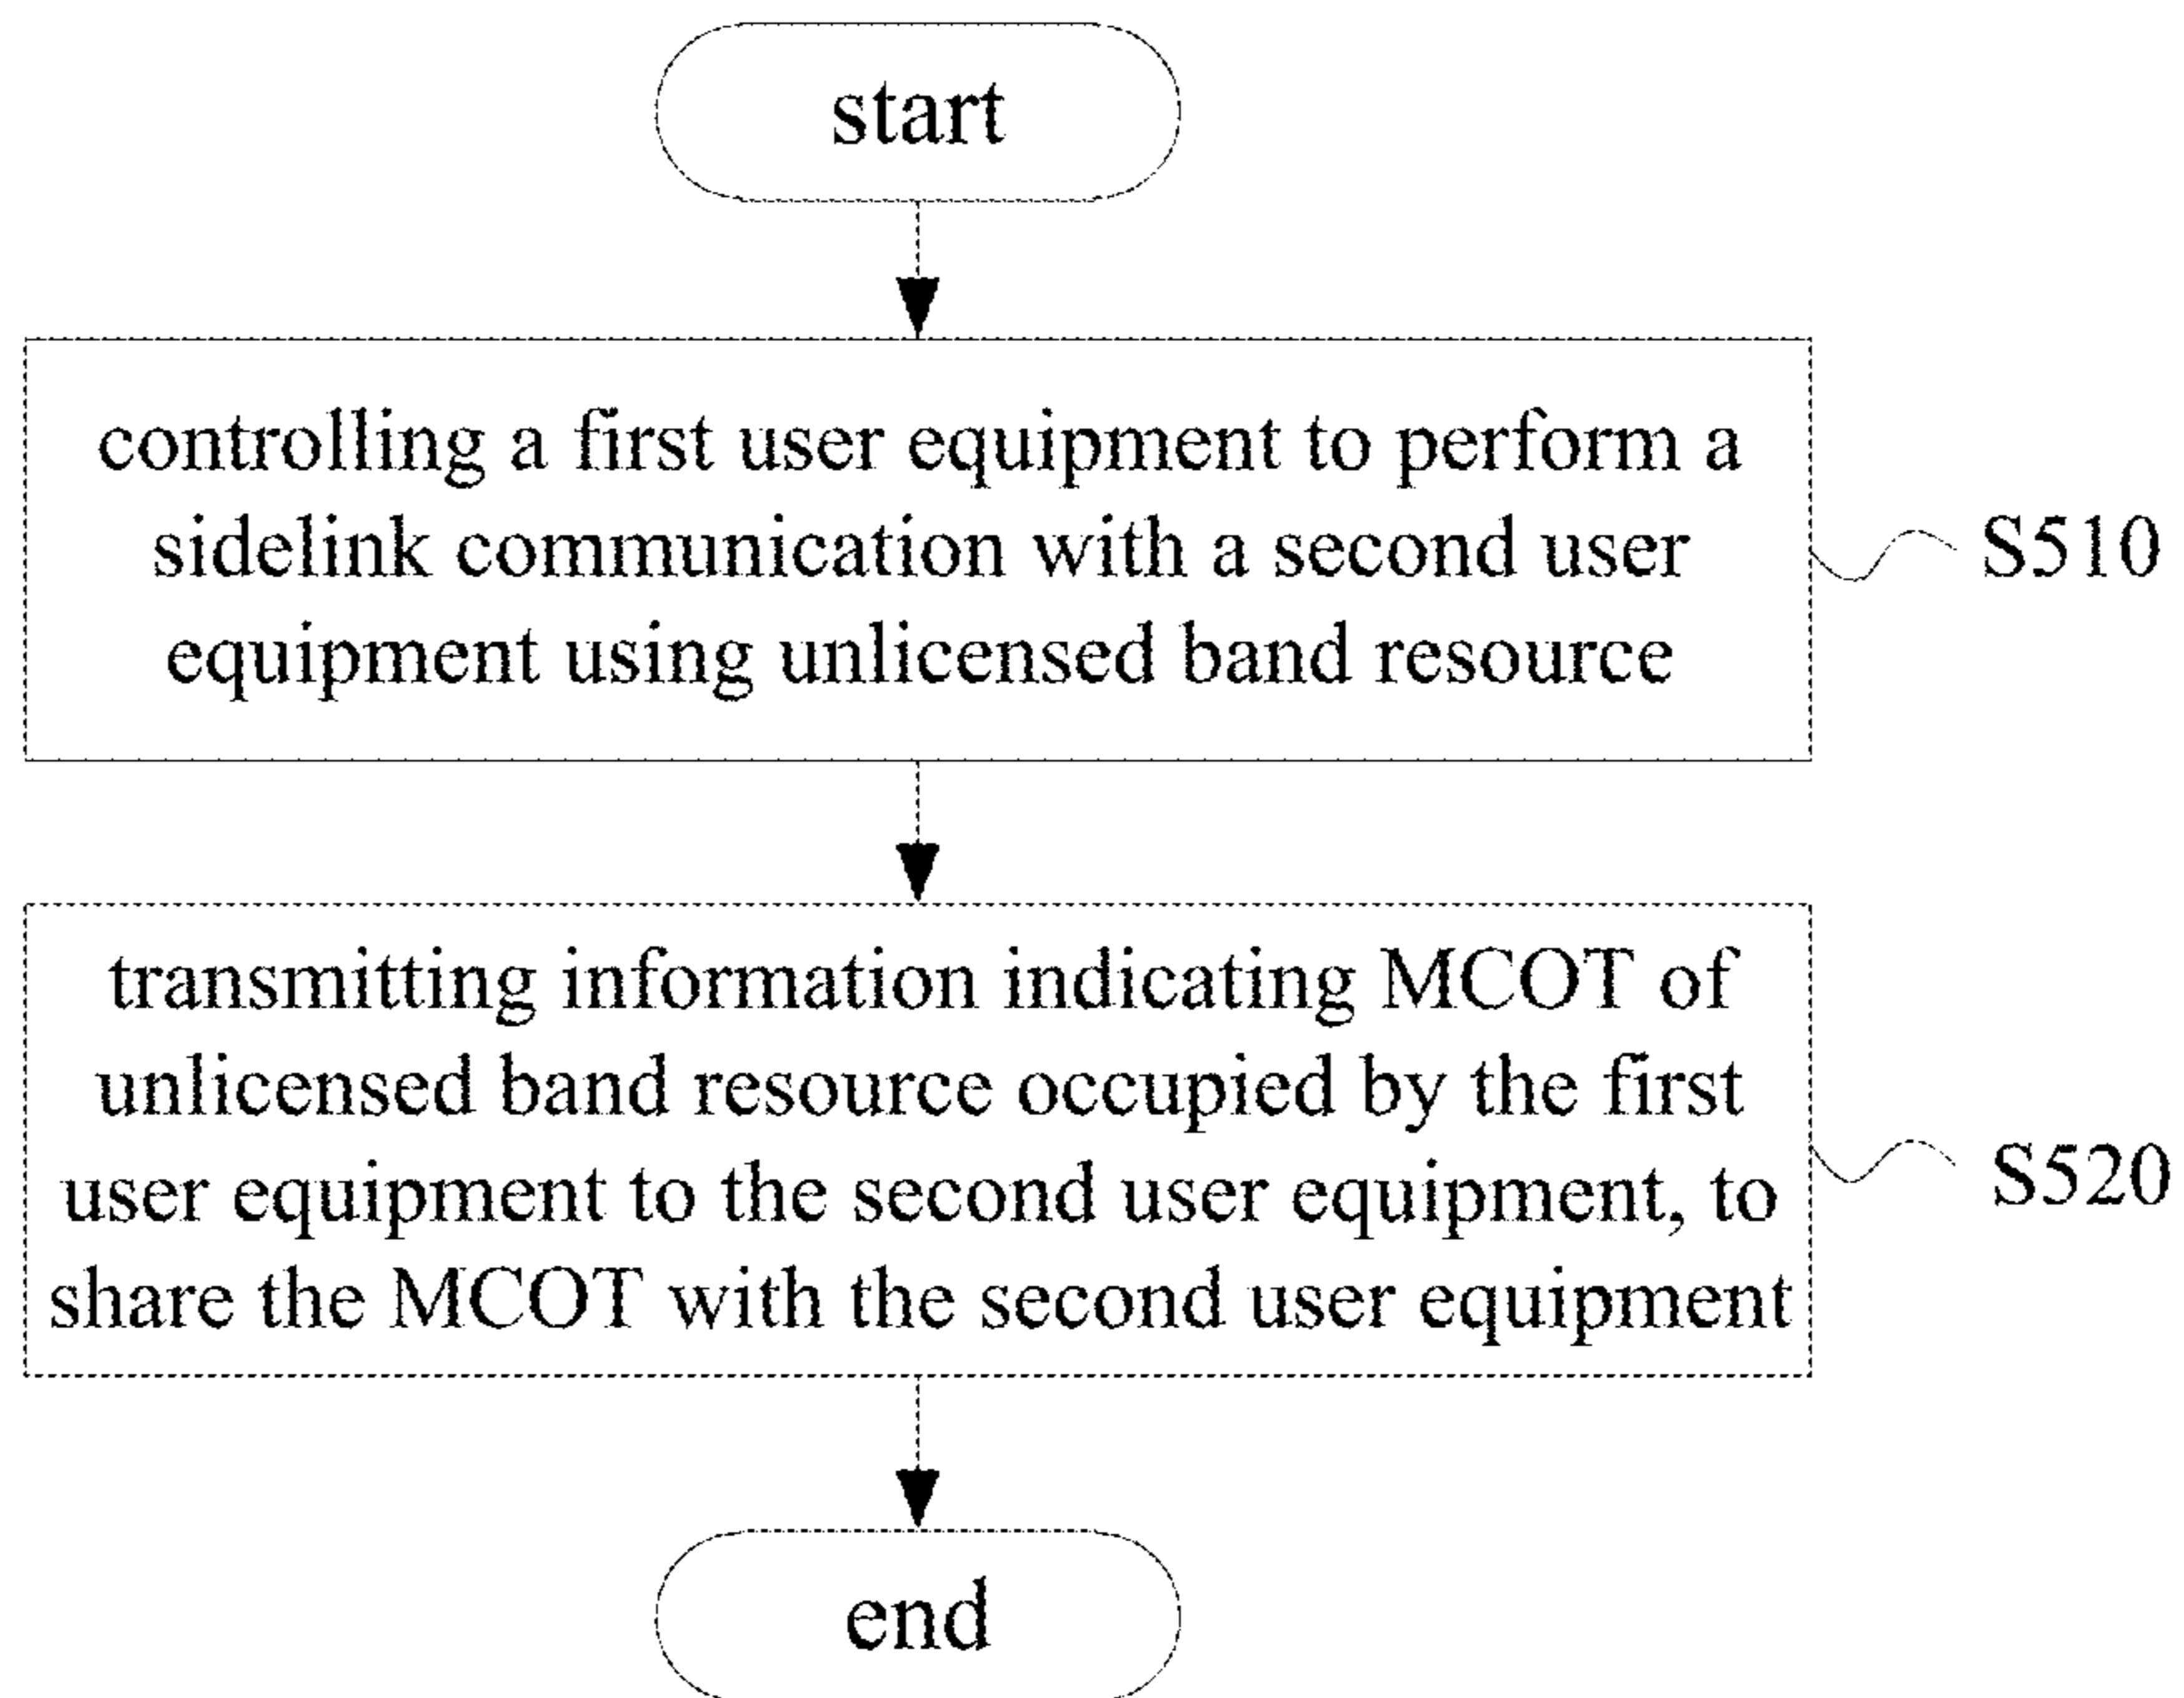 start
controlling a first user equipment to perform a
sidelink communication with a second user
equipment using unlicensed band resource
S510
transmitting information indicating MCOT of
unlicensed band resource occupied by the first
user equipment to the second user equipment, to
share the MCOT with the second user equipment
S520
end